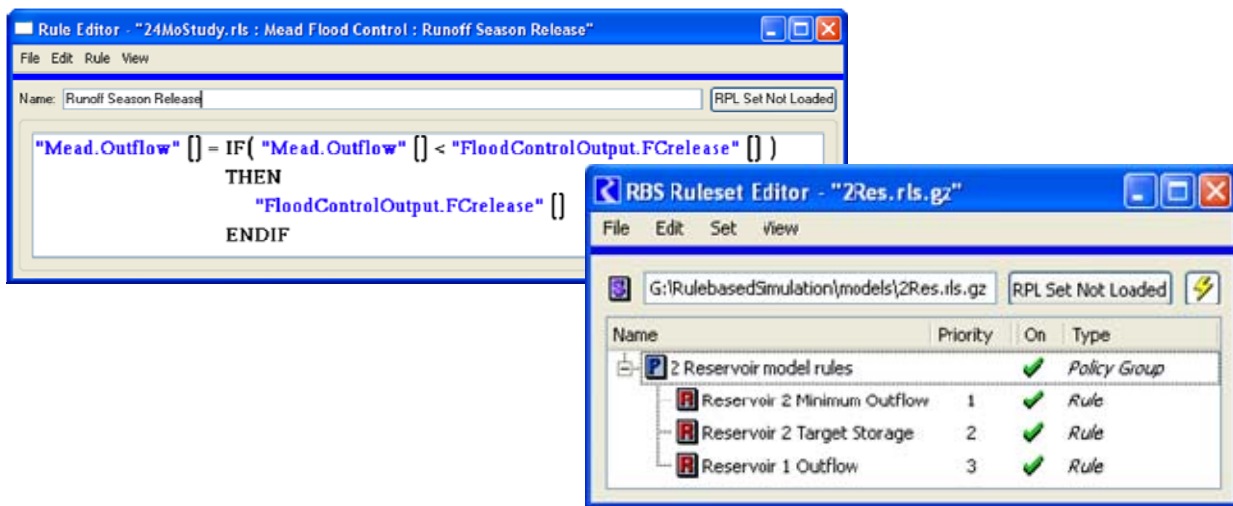 Rule Editor - "24MoStudy.rls : Mead Flood Control : Runoff Season Release"
File Edit Rule View
Name: Runoff Season Release RPL Set Not Loaded
"Mead.Outflow" [] = IF( "Mead.Outflow" [] < "FloodControlOutput.FCrelease" [] )
THEN
"FloodControlOutput.FCrelease" []
ENDIF
RBS Ruleset Editor - "2Res.rls.gz"
File Edit Set View
G:\RulebasedSimulation\models\2Res.rls.gz RPL Set Not Loaded
Name Priority On Type
P 2 Reservoir model rules Policy Group
R Reservoir 2 Minimum Outflow 1 Rule
R Reservoir 2 Target Storage 2 Rule
R Reservoir 1 Outflow 3 Rule